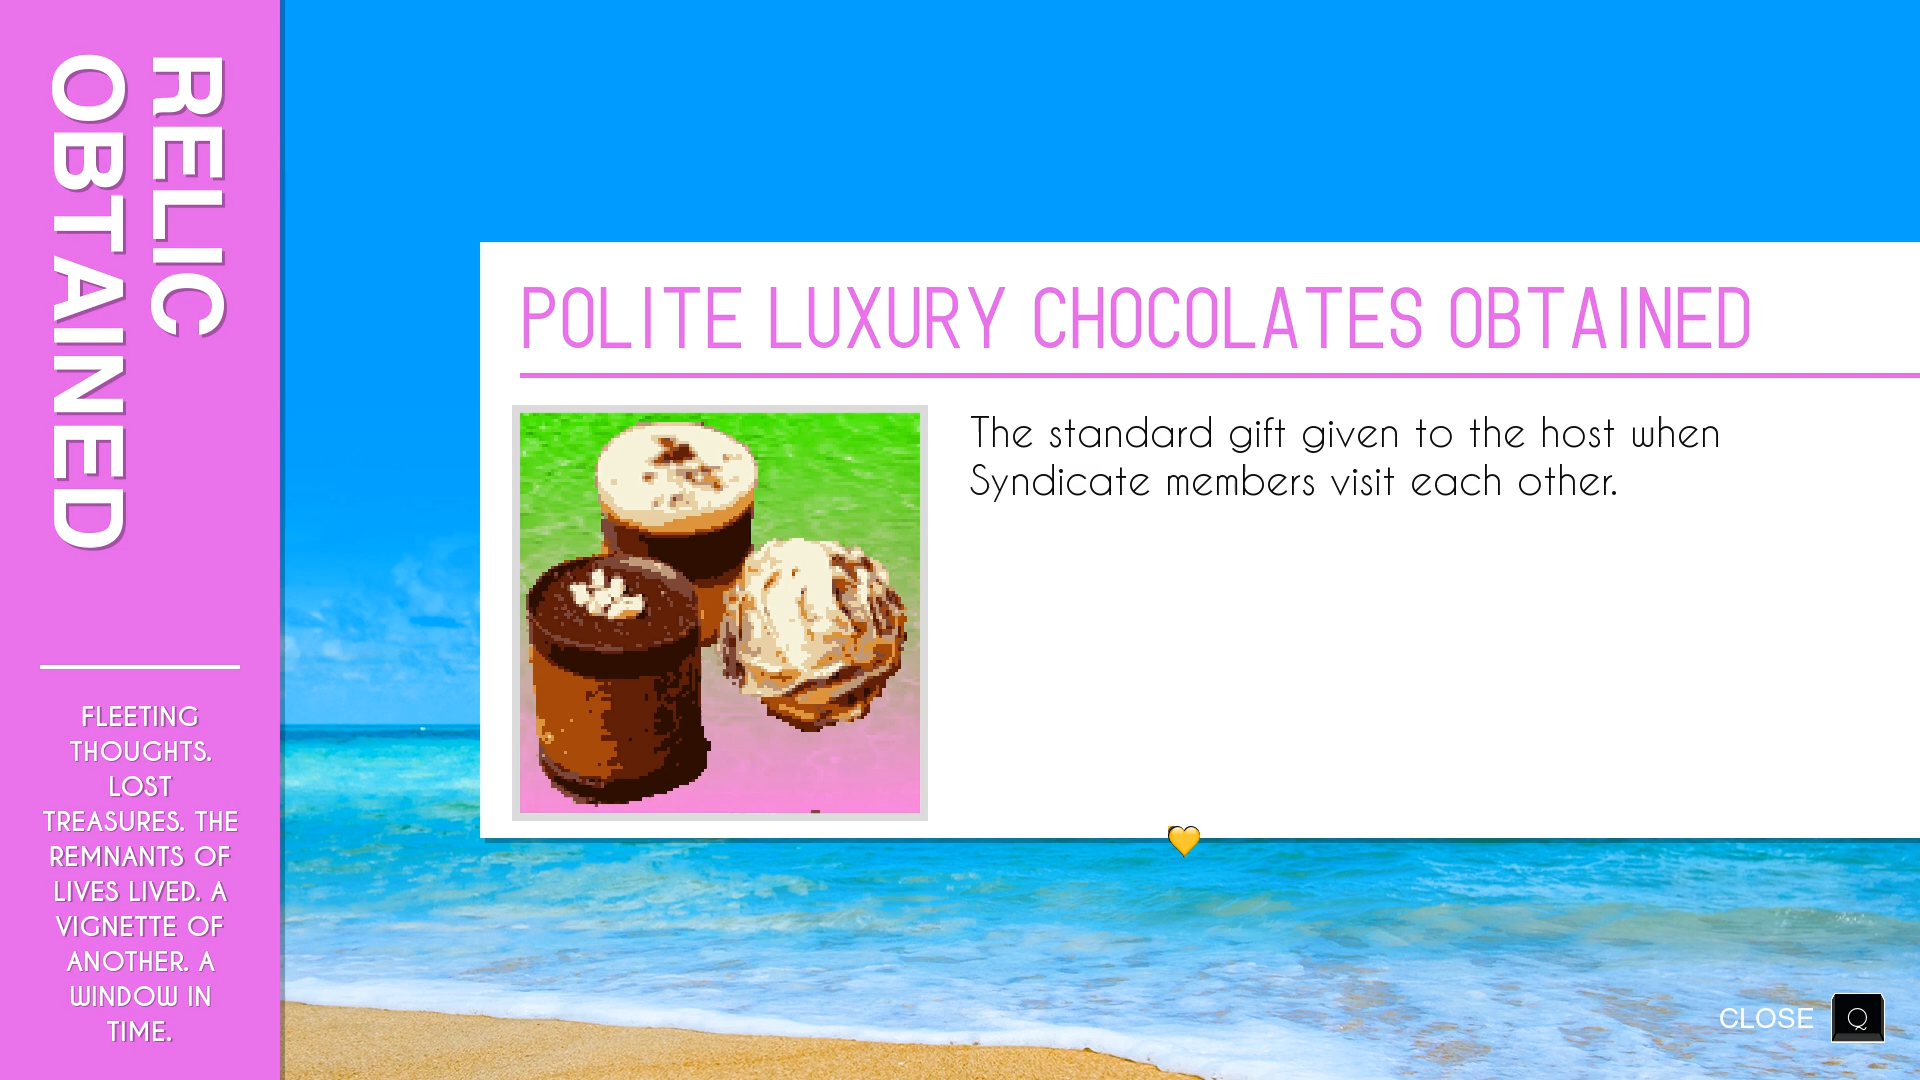 RELIC
OBTAINED
FLEETING
THOUGHTS.
LOST
TREASURES. THE
REMNANTS OF
LIVES LIVED. A
VIGNETTE OF
ANOTHER. A
WINDOW IN
TIME.
POLITE LUXURY CHOCOLATES OBTAINED
The standard gift given to the host when
Syndicate members visit each other.
CLOSE Q